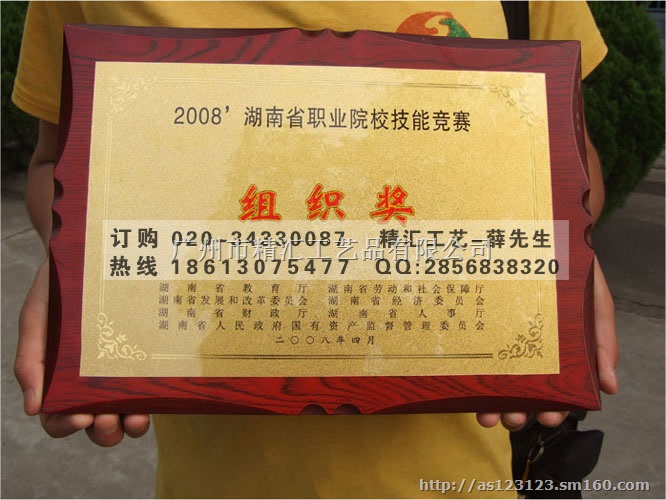 2008' 湖南省职业院校技能竞赛
组织奖
订购 020-34330087 精汇工艺-薛先生
广州市精汇工艺品有限公司
热线 18613075477 QQ:2856838320
湖南省教育厅 湖南省劳动和社会保障厅
湖南省发展和改革委员会 湖南省经济委员会
湖南省财政厅 湖南省人事厅
湖南省人民政府国有资产监督管理委员会
二〇〇八年四月
http://as123123.sm160.com